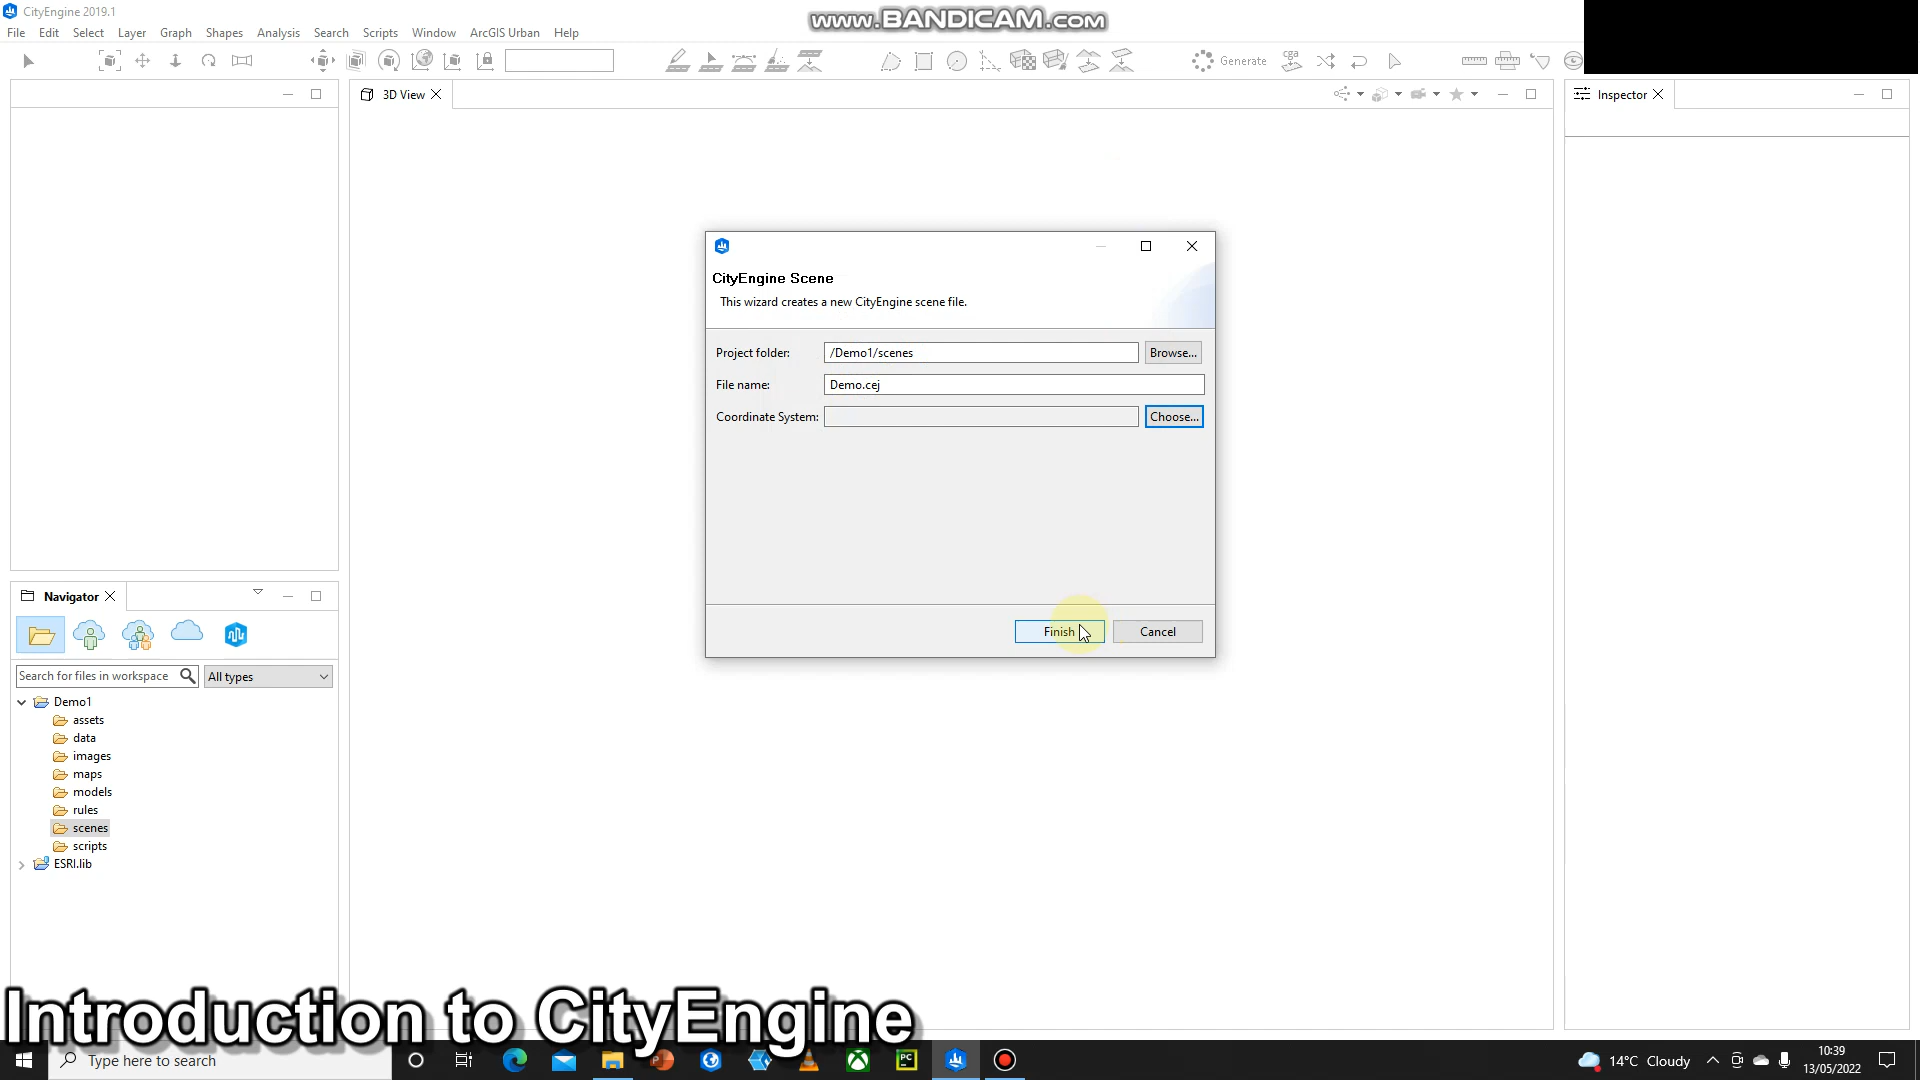 CityEngine 2019.1
www.BANDICAM.com
File Edit Select Layer Graph Shapes Analysis Search Scripts Window ArcGIS Urban Help
cga
Generate
3D View
Inspector
CityEngine Scene
This wizard creates a new CityEngine scene file.
Project folder: /Demo1/scenes Browse...
File name: Demo.cej
Coordinate System: Choose...
Finish Cancel
Navigator
Search for files in workspace All types
Demo1
assets
data
images
maps
models
rules
scenes
scripts
ESRI.lib
Introduction to CityEngine
Type here to search
PC
14°C Cloudy
10:39
13/05/2022